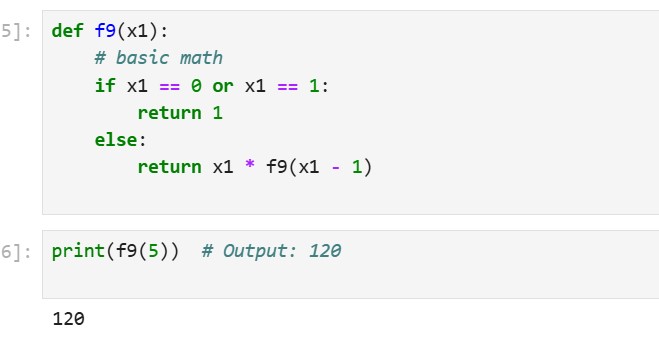 5]: def f9(x1):
    # basic math
    if x1 == 0 or x1 == 1:
        return 1
    else:
        return x1 * f9(x1 - 1)
6]: print(f9(5))  # Output: 120
120